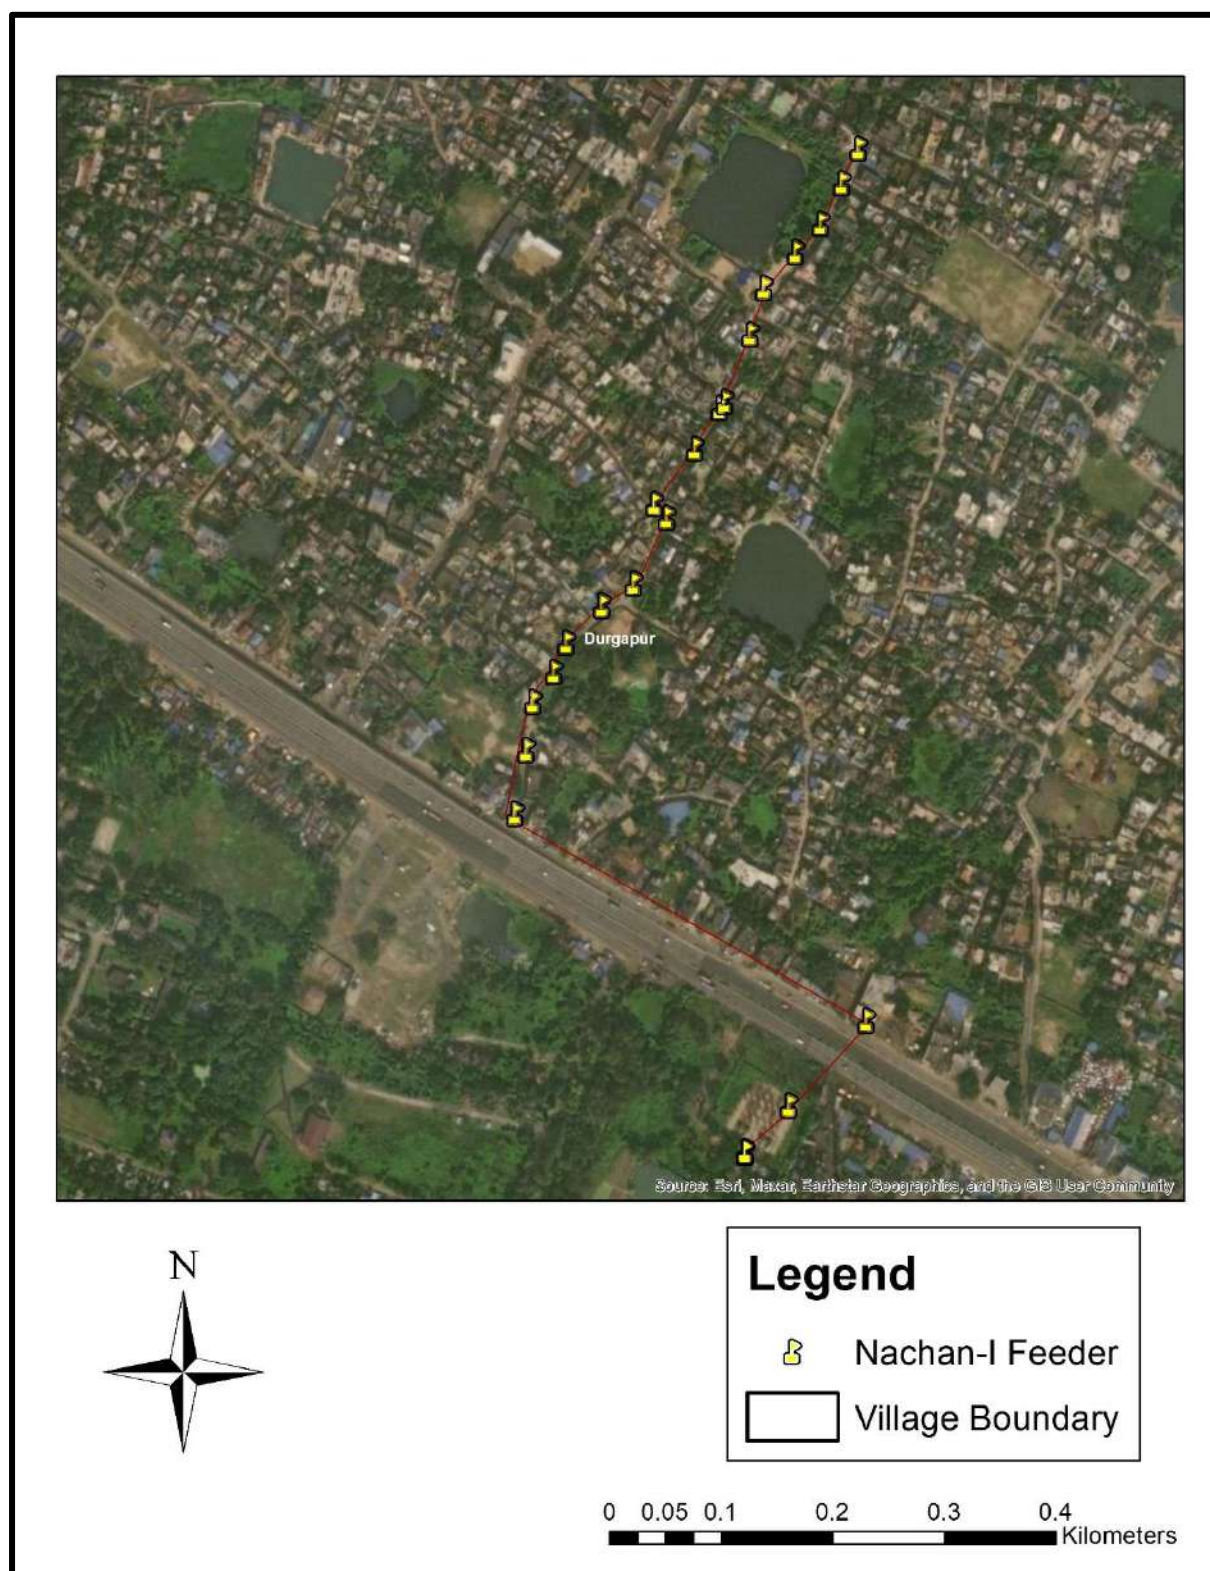 Durgapur
Source: Esri, Maxar, Earthstar Geographics, and the GIS User Community
N
Legend
Nachan-I Feeder
Village Boundary
0 0.05 0.1 0.2 0.3 0.4
Kilometers